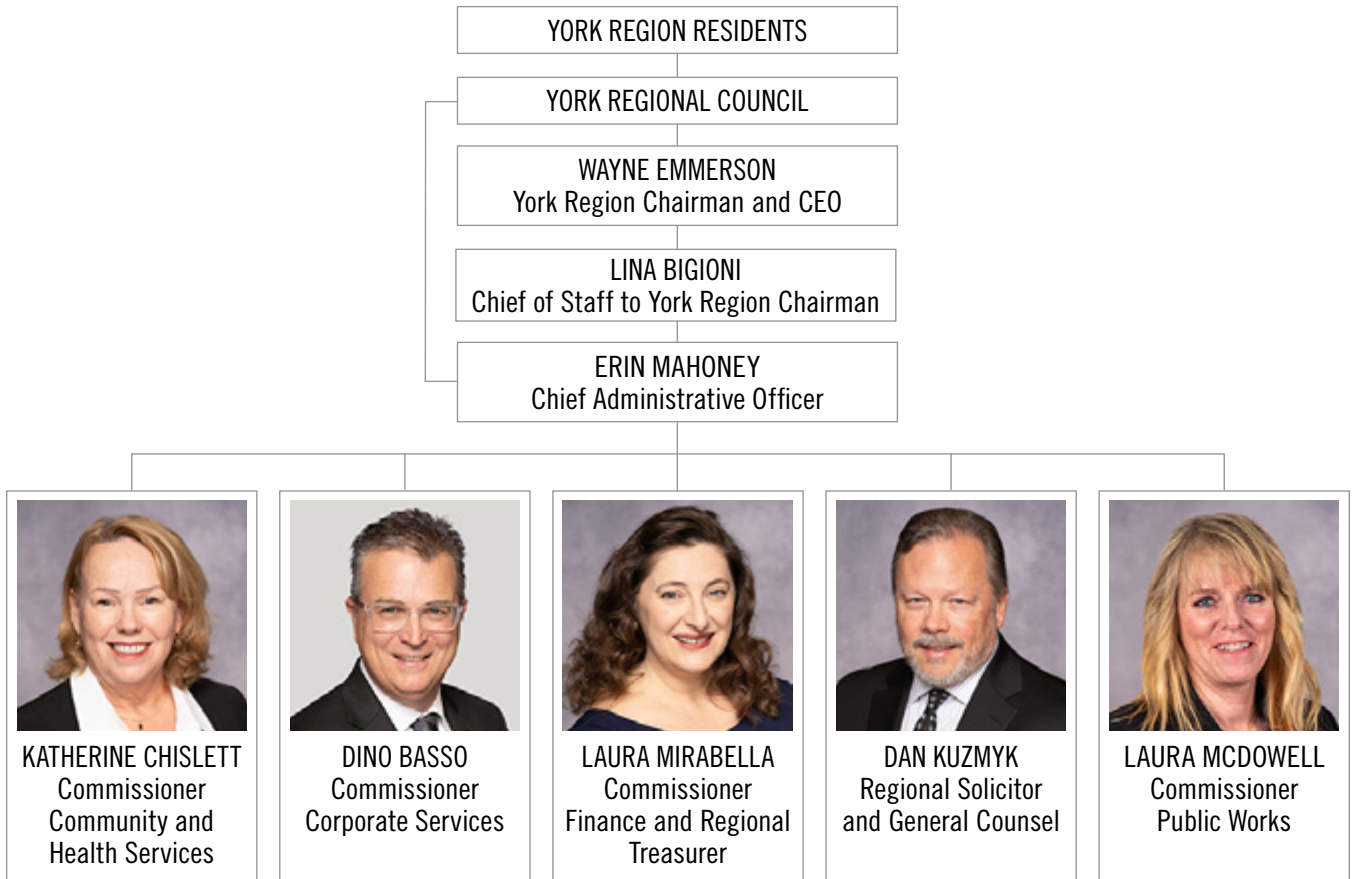 YORK REGION RESIDENTS
YORK REGIONAL COUNCIL
WAYNE EMMERSON
York Region Chairman and CEO
LINA BIGIONI
Chief of Staff to York Region Chairman
ERIN MAHONEY
Chief Administrative Officer
KATHERINE CHISLETT
Commissioner
Community and
Health Services
DINO BASSO
Commissioner
Corporate Services
LAURA MIRABELLA
Commissioner
Finance and Regional
Treasurer
DAN KUZMYK
Regional Solicitor
and General Counsel
LAURA MCDOWELL
Commissioner
Public Works